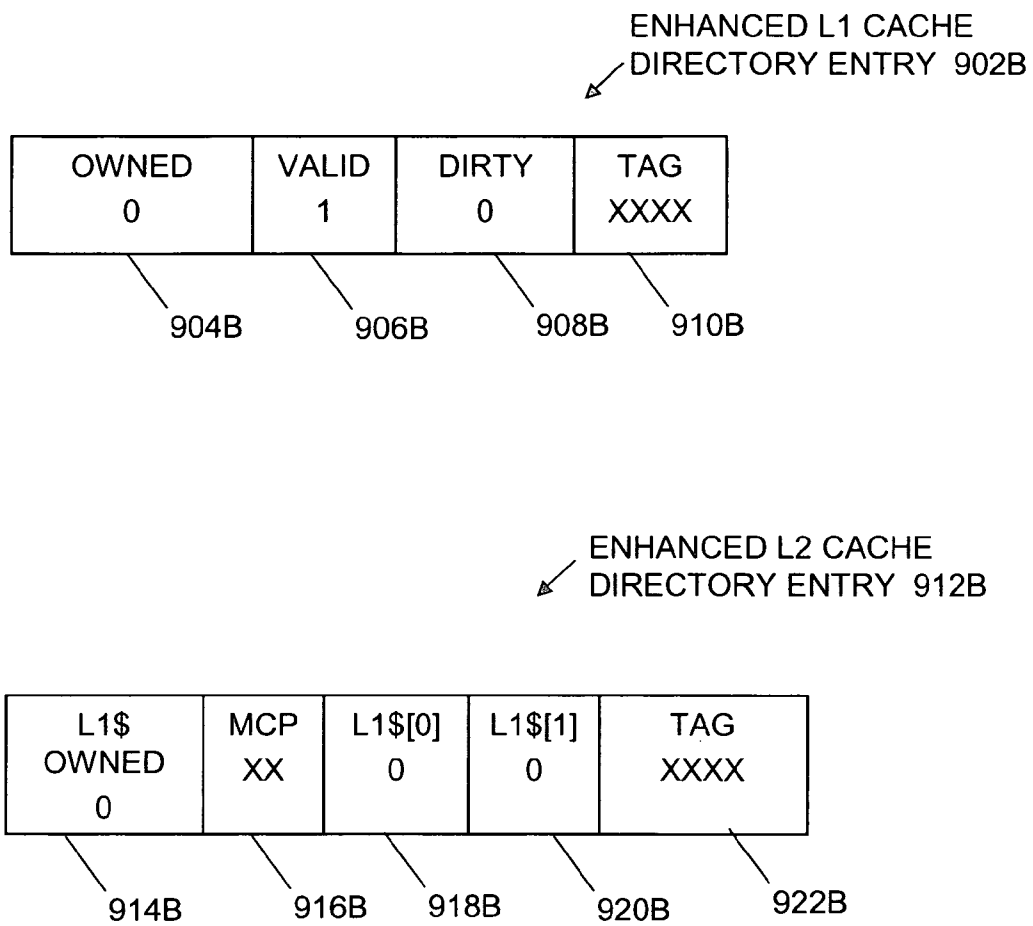 ENHANCED L1 CACHE
DIRECTORY ENTRY 902B
OWNED VALID DIRTY TAG
0 1 0 XXXX
904B 906B 908B 910B
ENHANCED L2 CACHE
DIRECTORY ENTRY 912B
L1$ MCP L1$[0] L1$[1] TAG
OWNED XX 0 0 XXXX
0
914B 916B 918B 920B 922B